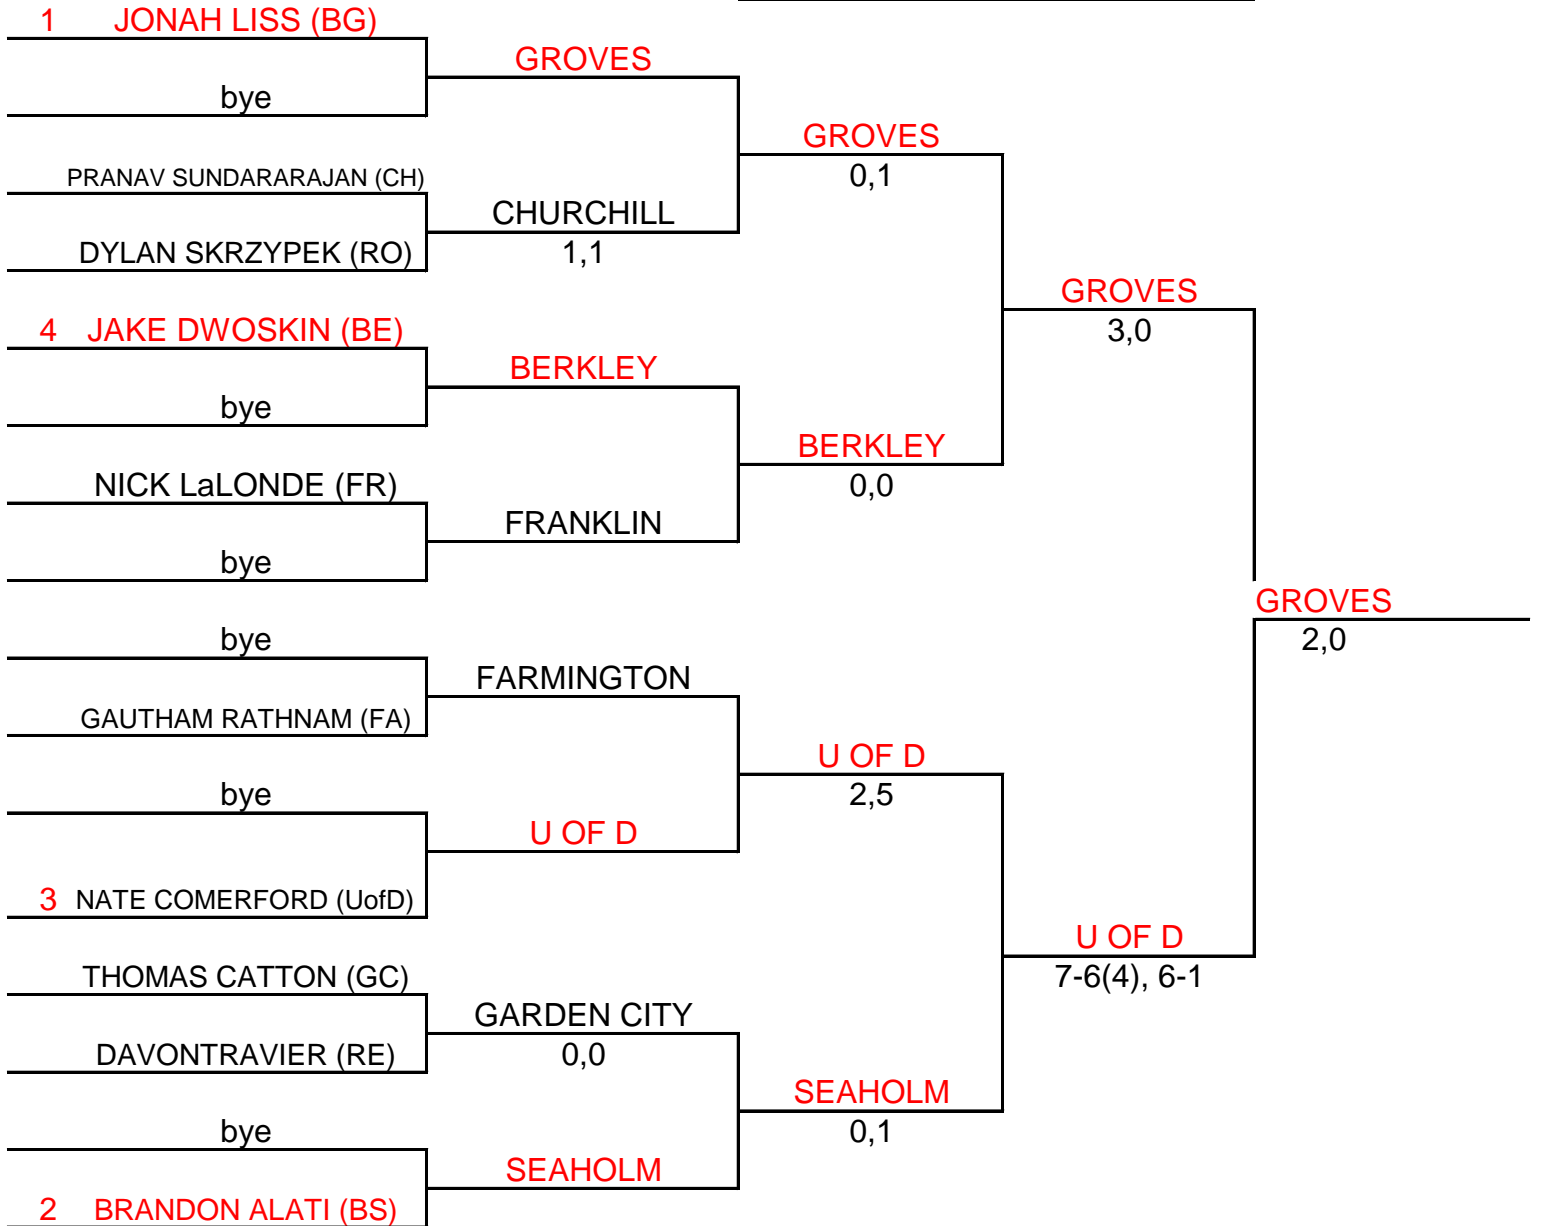 1 JONAH LISS (BG)
GROVES
bye
GROVES
0,1
PRANAV SUNDARARAJAN (CH)
CHURCHILL
1,1
DYLAN SKRZYPEK (RO)
GROVES
3,0
4 JAKE DWOSKIN (BE)
BERKLEY
bye
BERKLEY
0,0
NICK LaLONDE (FR)
FRANKLIN
bye
GROVES
2,0
bye
FARMINGTON
GAUTHAM RATHNAM (FA)
U OF D
2,5
bye
U OF D
3 NATE COMERFORD (UofD)
U OF D
7-6(4), 6-1
THOMAS CATTON (GC)
GARDEN CITY
0,0
DAVONTRAVIER (RE)
SEAHOLM
0,1
bye
SEAHOLM
2 BRANDON ALATI (BS)